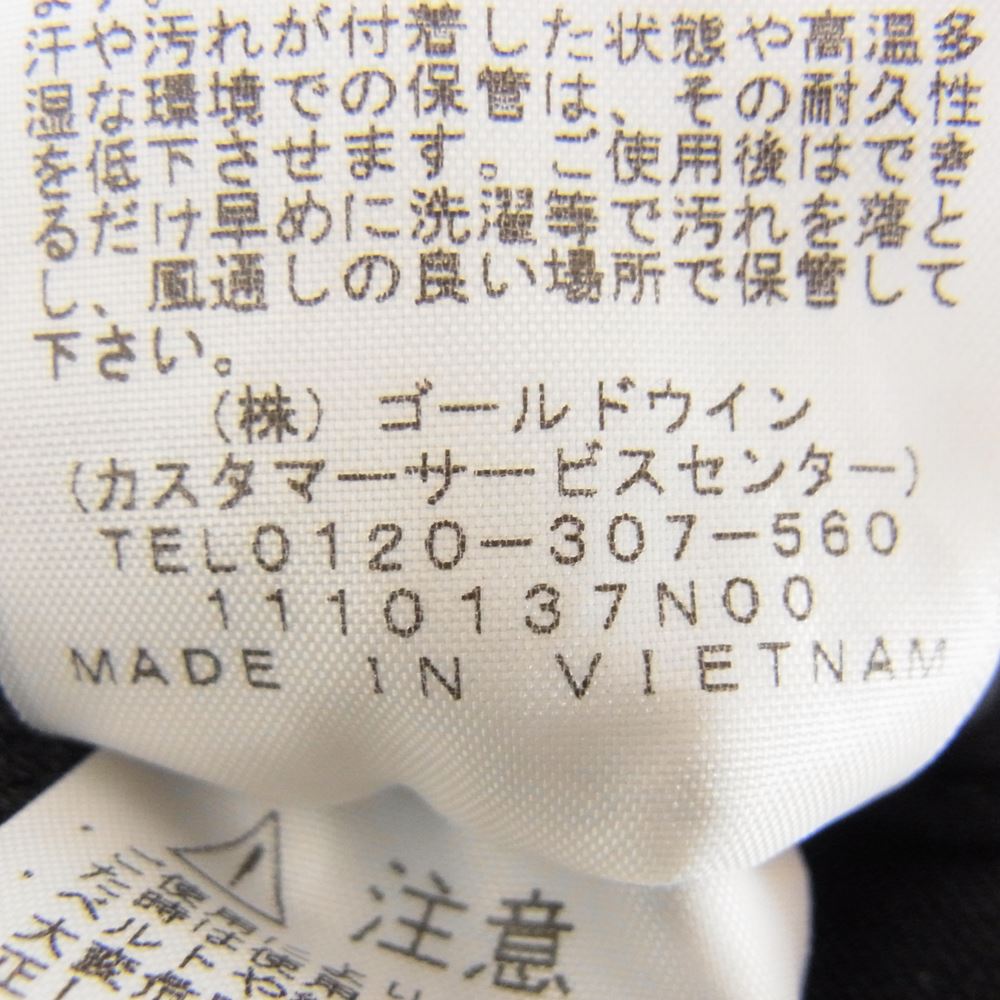 汗や汚れが付着した状態や高温多
湿な環境での保管は、その耐久性
を低下させます。ご使用後はできる
だけ早めに洗濯等で汚れを落と
し、風通しの良い場所で保管して
下さい。
(株) ゴールドウイン
(カスタマーサービスセンター)
TEL0120-307-560
1110137N00
MADE IN VIETNAM
注意